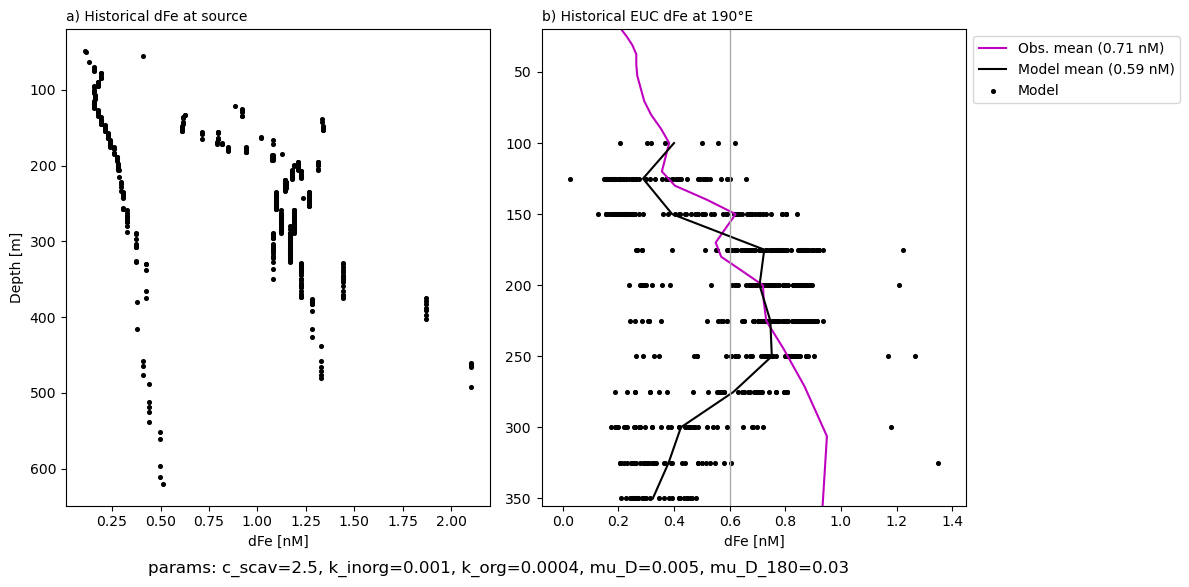 a) Historical dFe at source
b) Historical EUC dFe at 190°E
Depth [m]
100
200
300
400
500
600
0.25 0.50 0.75 1.00 1.25 1.50 1.75 2.00
dFe [nM]
50
100
150
200
250
300
350
0.0 0.2 0.4 0.6 0.8 1.0 1.2 1.4
dFe [nM]
Obs. mean (0.71 nM)
Model mean (0.59 nM)
Model
params: c_scav=2.5, k_inorg=0.001, k_org=0.0004, mu_D=0.005, mu_D_180=0.03